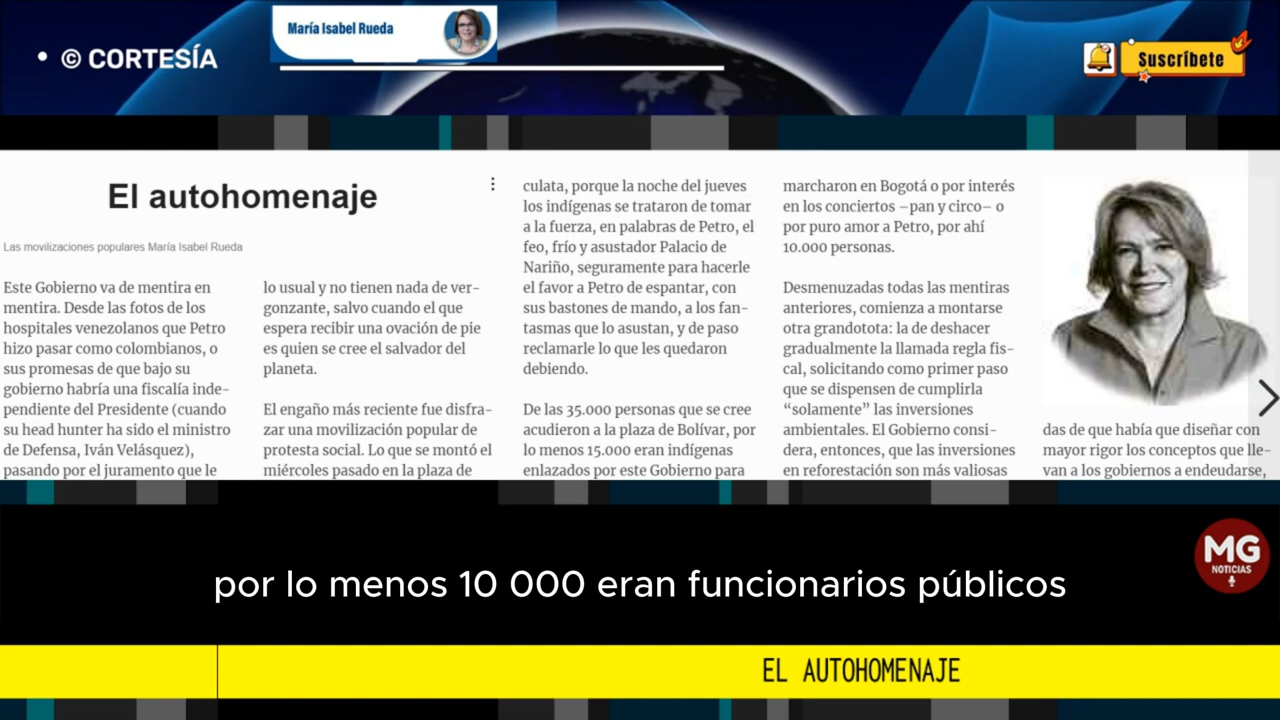 María Isabel Rueda
• © CORTESÍA
Suscríbete
El autohomenaje
Las movilizaciones populares María Isabel Rueda
Este Gobierno va de mentira en
mentira. Desde las fotos de los
hospitales venezolanos que Petro
hizo pasar como colombianos, o
sus promesas de que bajo su
gobierno habría una fiscalía inde-
pendiente del Presidente (cuando
su head hunter ha sido el ministro
de Defensa, Iván Velásquez),
pasando por el juramento que le
lo usual y no tienen nada de ver-
gonzante, salvo cuando el que
espera recibir una ovación de pie
es quien se cree el salvador del
planeta.
El engaño más reciente fue disfra-
zar una movilización popular de
protesta social. Lo que se montó el
miércoles pasado en la plaza de
culata, porque la noche del jueves
los indígenas se trataron de tomar
a la fuerza, en palabras de Petro, el
feo, frío y asustador Palacio de
Nariño, seguramente para hacerle
el favor a Petro de espantar, con
sus bastones de mando, a los fan-
tasmas que lo asustan, y de paso
reclamarle lo que les quedaron
debiendo.
De las 35.000 personas que se cree
acudieron a la plaza de Bolívar, por
lo menos 15.000 eran indígenas
enlazados por este Gobierno para
marcharon en Bogotá o por interés
en los conciertos –pan y circo– o
por puro amor a Petro, por ahí
10.000 personas.
Desmenuzadas todas las mentiras
anteriores, comienza a montarse
otra grandotota: la de deshacer
gradualmente la llamada regla fis-
cal, solicitando como primer paso
que se dispensen de cumplirla
“solamente” las inversiones
ambientales. El Gobierno consi-
dera, entonces, que las inversiones
en reforestación son más valiosas
das de que había que diseñar con
mayor rigor los conceptos que lle-
van a los gobiernos a endeudarse,
por lo menos 10 000 eran funcionarios públicos
MG
NOTICIAS
EL AUTOHOMENAJE